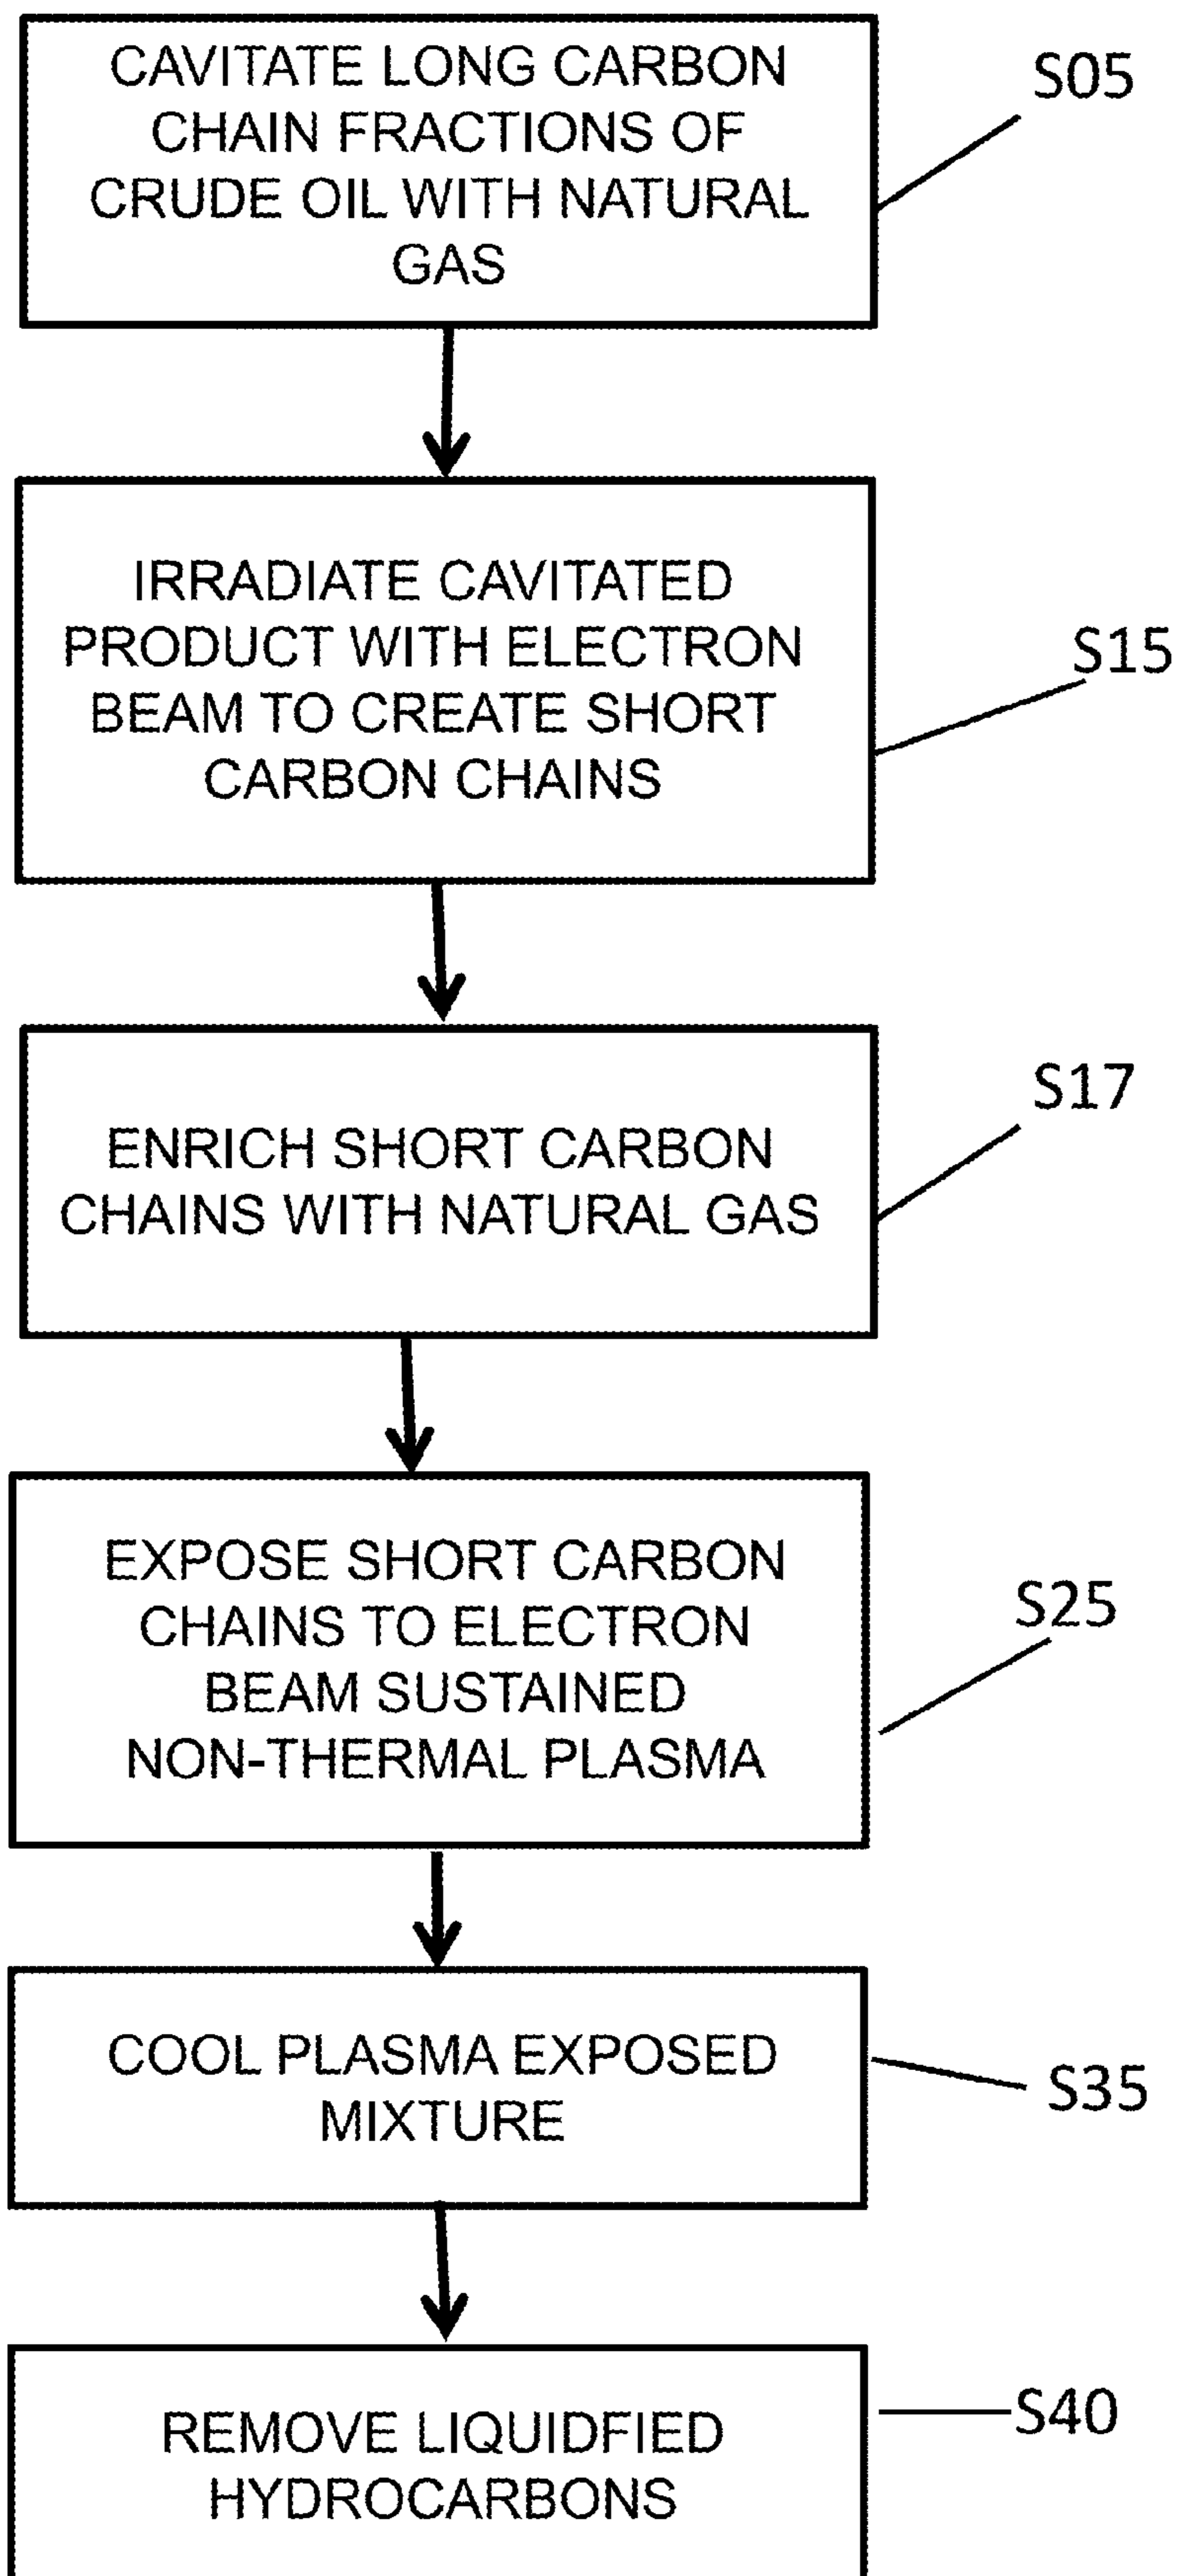 CAVITATE LONG CARBON
CHAIN FRACTIONS OF
CRUDE OIL WITH NATURAL
GAS
S05
IRRADIATE CAVITATED
PRODUCT WITH ELECTRON
BEAM TO CREATE SHORT
CARBON CHAINS
S15
ENRICH SHORT CARBON
CHAINS WITH NATURAL GAS
S17
EXPOSE SHORT CARBON
CHAINS TO ELECTRON
BEAM SUSTAINED
NON-THERMAL PLASMA
S25
COOL PLASMA EXPOSED
MIXTURE
S35
REMOVE LIQUIDFIED
HYDROCARBONS
S40